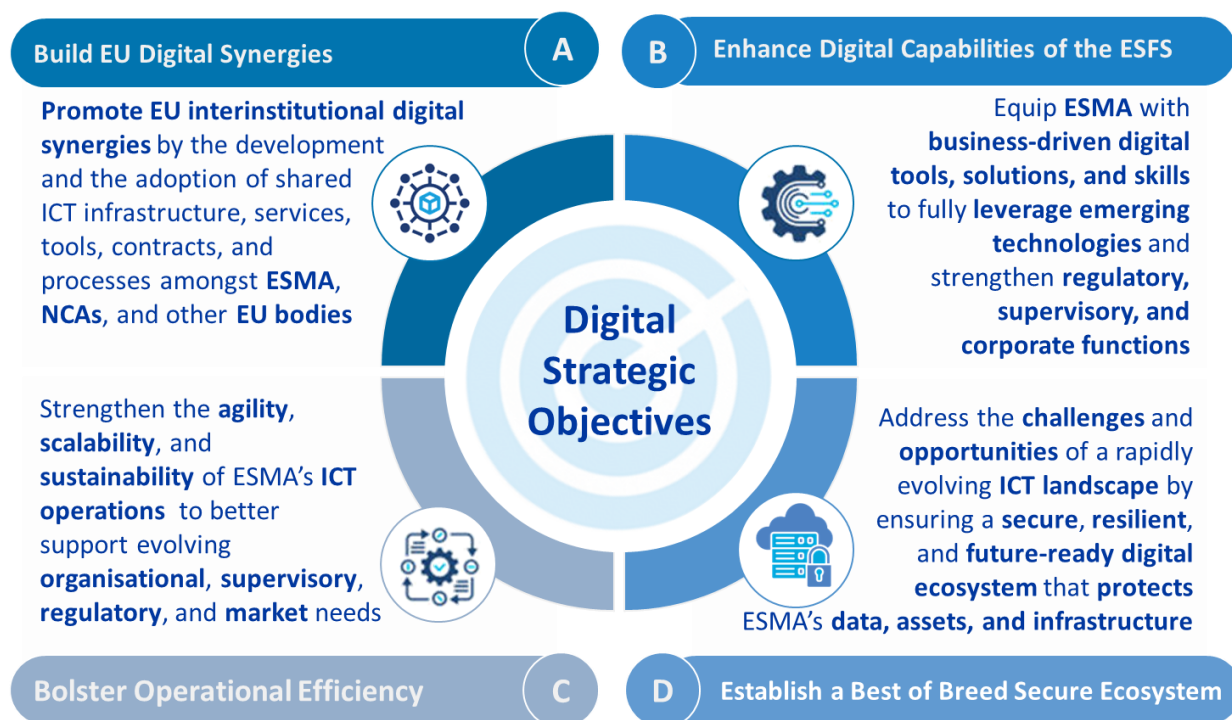 Build EU Digital Synergies
A
Promote EU interinstitutional digital
synergies by the development
and the adoption of shared
ICT infrastructure, services,
tools, contracts, and
processes amongst ESMA,
NCAs, and other EU bodies
B
Enhance Digital Capabilities of the ESFS
Equip ESMA with
business-driven digital
tools, solutions, and skills
to fully leverage emerging
technologies and
strengthen regulatory,
supervisory, and
corporate functions
Digital
Strategic
Objectives
Strengthen the agility,
scalability, and
sustainability of ESMA’s ICT
operations to better
support evolving
organisational, supervisory,
regulatory, and market needs
Bolster Operational Efficiency
C
Address the challenges and
opportunities of a rapidly
evolving ICT landscape by
ensuring a secure, resilient,
and future-ready digital
ecosystem that protects
ESMA’s data, assets, and infrastructure
D
Establish a Best of Breed Secure Ecosystem